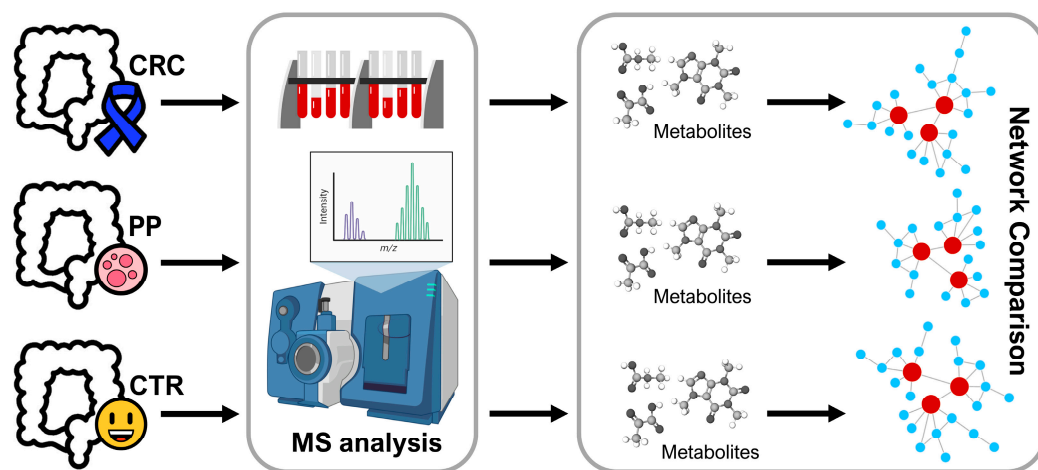 CRC
PP
CTR
Intensity
m/z
MS analysis
Metabolites
Metabolites
Metabolites
Network Comparison